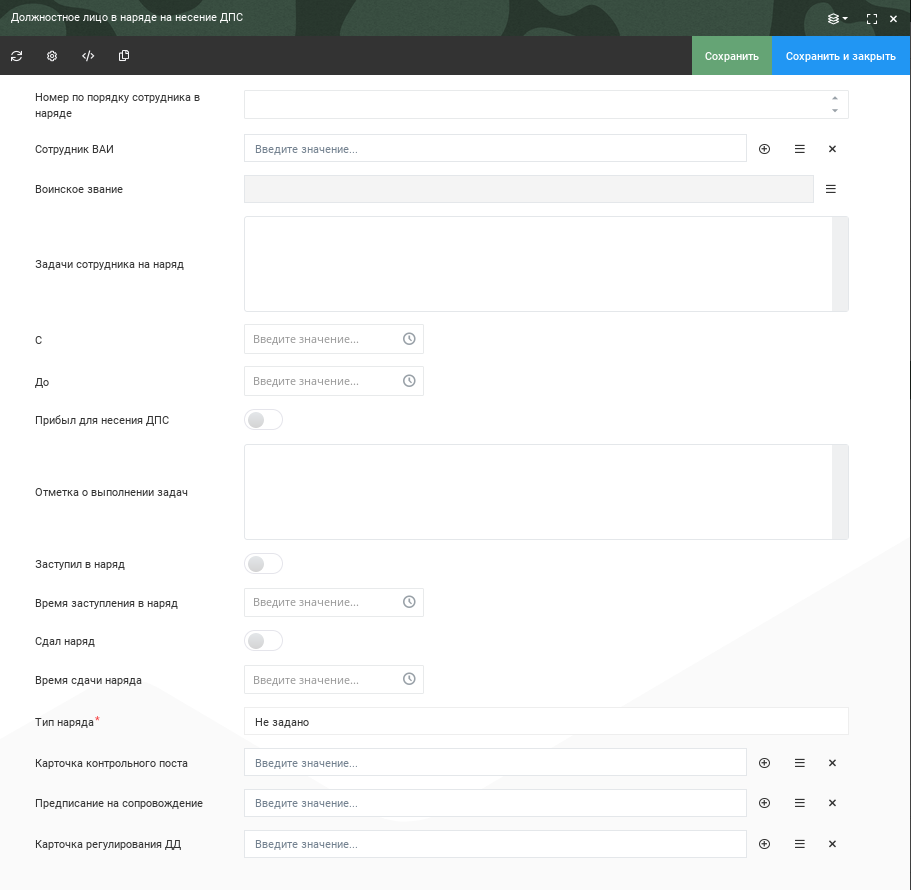 Должностное лицо в наряде на несение ДПС
Сохранить
Сохранить и закрыть
Номер по порядку сотрудника в
наряде
Сотрудник ВАИ
Введите значение...
Воинское звание
Задачи сотрудника на наряд
С
Введите значение...
До
Введите значение...
Прибыл для несения ДПС
Отметка о выполнении задач
Заступил в наряд
Время заступления в наряд
Введите значение...
Сдал наряд
Время сдачи наряда
Введите значение...
Тип наряда*
Не задано
Карточка контрольного поста
Введите значение...
Предписание на сопровождение
Введите значение...
Карточка регулирования ДД
Введите значение...